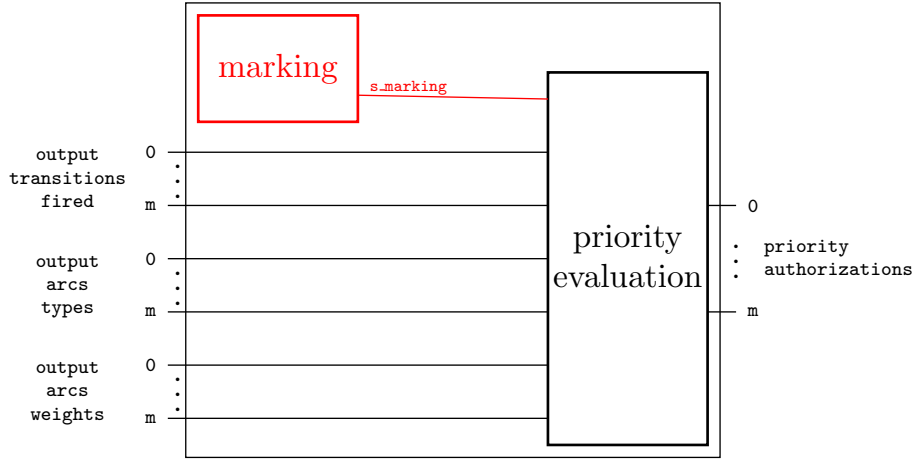 marking
s_marking
output
transitions
fired
0
m
output
arcs
types
0
m
output
arcs
weights
0
m
priority
evaluation
0
m
priority
authorizations